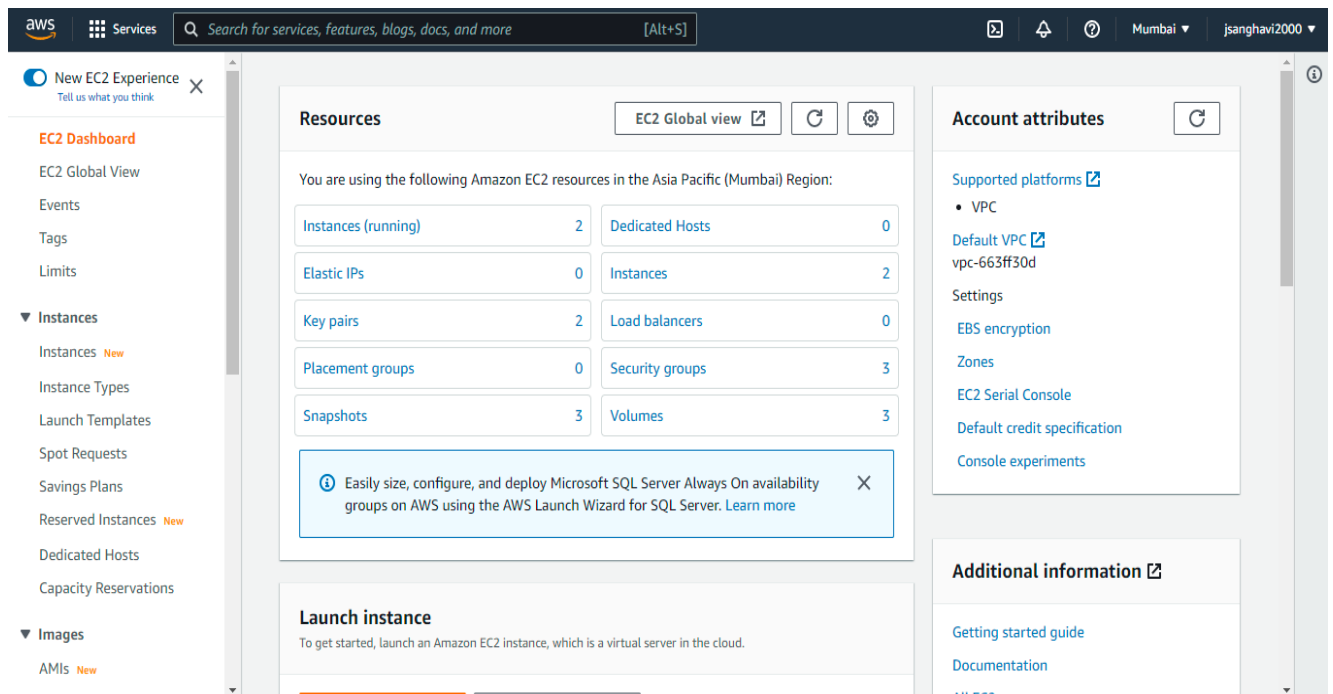 aws
Services
Search for services, features, blogs, docs, and more [Alt+S]
Mumbai ▼
jsanghavi2000 ▼
New EC2 Experience
Tell us what you think
EC2 Dashboard
EC2 Global View
Events
Tags
Limits
▼ Instances
Instances New
Instance Types
Launch Templates
Spot Requests
Savings Plans
Reserved Instances New
Dedicated Hosts
Capacity Reservations
▼ Images
AMIs New
Resources
EC2 Global view
You are using the following Amazon EC2 resources in the Asia Pacific (Mumbai) Region:
Instances (running) 2 Dedicated Hosts 0
Elastic IPs 0 Instances 2
Key pairs 2 Load balancers 0
Placement groups 0 Security groups 3
Snapshots 3 Volumes 3
Easily size, configure, and deploy Microsoft SQL Server Always On availability
groups on AWS using the AWS Launch Wizard for SQL Server. Learn more
Launch instance
To get started, launch an Amazon EC2 instance, which is a virtual server in the cloud.
Account attributes
Supported platforms
• VPC
Default VPC
vpc-663ff30d
Settings
EBS encryption
Zones
EC2 Serial Console
Default credit specification
Console experiments
Additional information
Getting started guide
Documentation